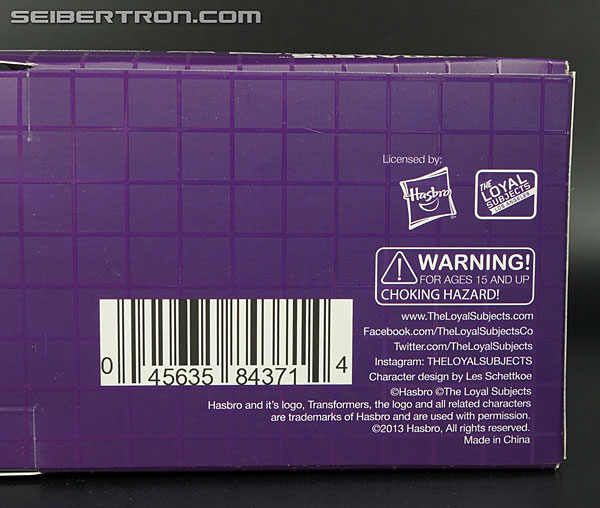 SEIBERTRON.COM
Licensed by:
Hasbro
THE LOYAL SUBJECTS
LOS ANGELES
WARNING!
FOR AGES 15 AND UP
CHOKING HAZARD!
www.TheLoyalSubjects.com
Facebook.com/TheLoyalSubjectsCo
Twitter.com/TheLoyalSubjects
Instagram: THELOYALSUBJECTS
Character design by Les Schettkoe
©Hasbro ©The Loyal Subjects
Hasbro and it's logo, Transformers, the logo and all related characters
are trademarks of Hasbro and are used with permission.
©2013 Hasbro, All rights reserved.
Made in China
0 45635 84371 4